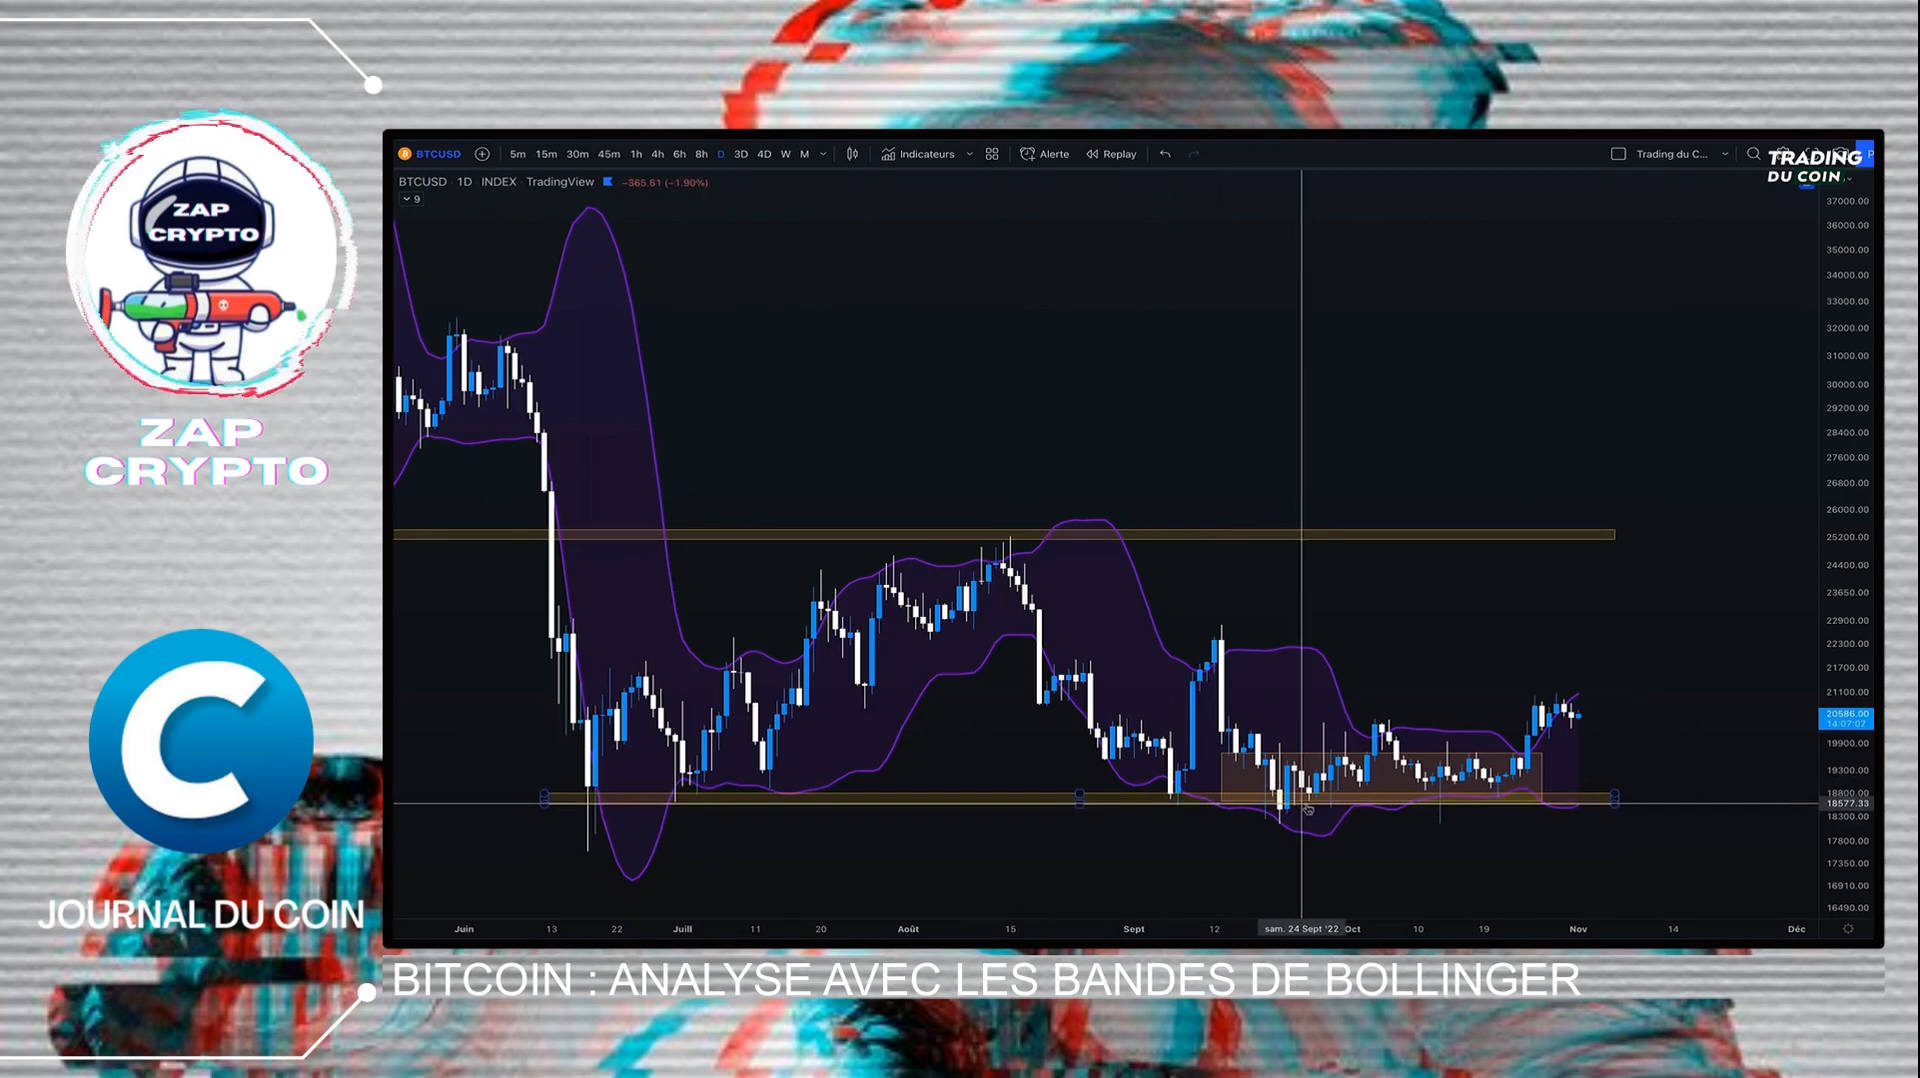 ZAP
CRYPTO
ZAP
CRYPTO
JOURNAL DU COIN
BTCUSD 5m 15m 30m 45m 1h 4h 6h 8h D 3D 4D W M Indicateurs Alerte Replay Trading du C...
TRADING
DU COIN
BTCUSD 1D INDEX TradingView −365.61 (−1.90%)
9
37000.00
36000.00
35000.00
34000.00
33000.00
32000.00
31000.00
30000.00
29200.00
28400.00
27600.00
26800.00
26000.00
25200.00
24400.00
23650.00
22900.00
22300.00
21700.00
21100.00
20586.00
14:07:07
19900.00
19300.00
18800.00
18577.33
18300.00
17800.00
17350.00
16910.00
16490.00
Juin 13 22 Juill 11 20 Août 15 Sept 12 sam. 24 Sept '22 Oct 10 19 Nov 14 Déc
BITCOIN : ANALYSE AVEC LES BANDES DE BOLLINGER